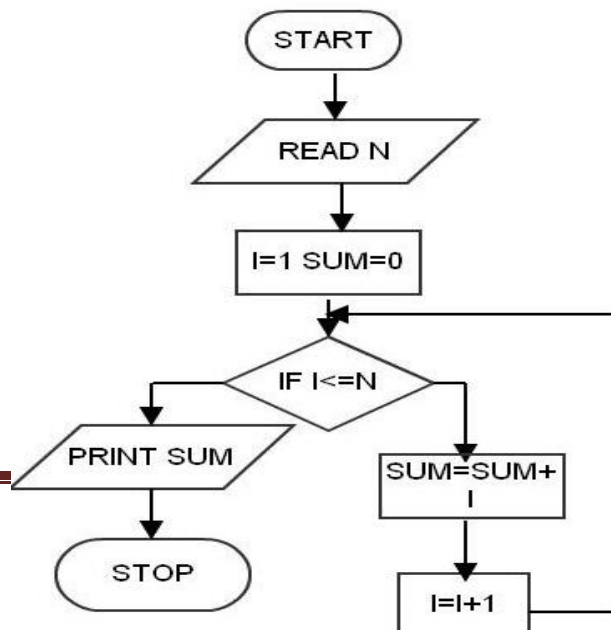 START
READ N
I=1 SUM=0
IF I<=N
PRINT SUM
SUM=SUM+
I
STOP
I=I+1